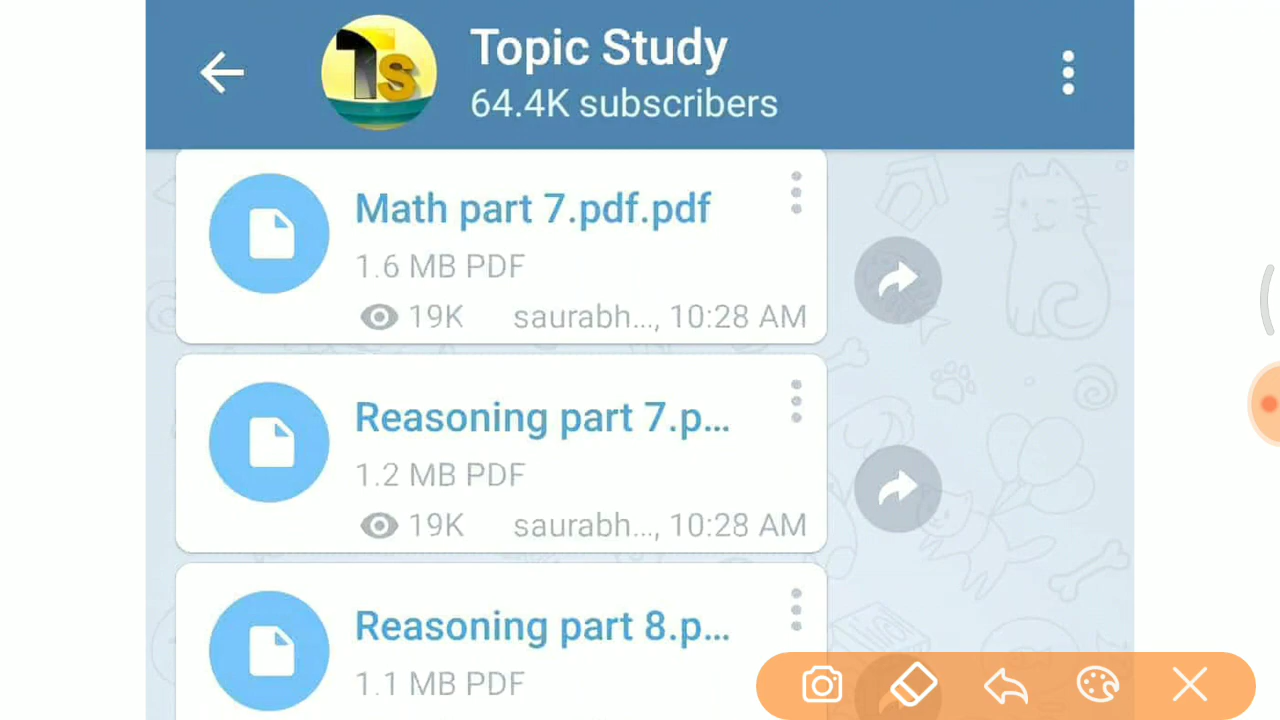 Topic Study
64.4K subscribers
Ts
Math part 7.pdf.pdf
1.6 MB PDF
19K saurabh..., 10:28 AM
Reasoning part 7.p...
1.2 MB PDF
19K saurabh..., 10:28 AM
Reasoning part 8.p...
1.1 MB PDF